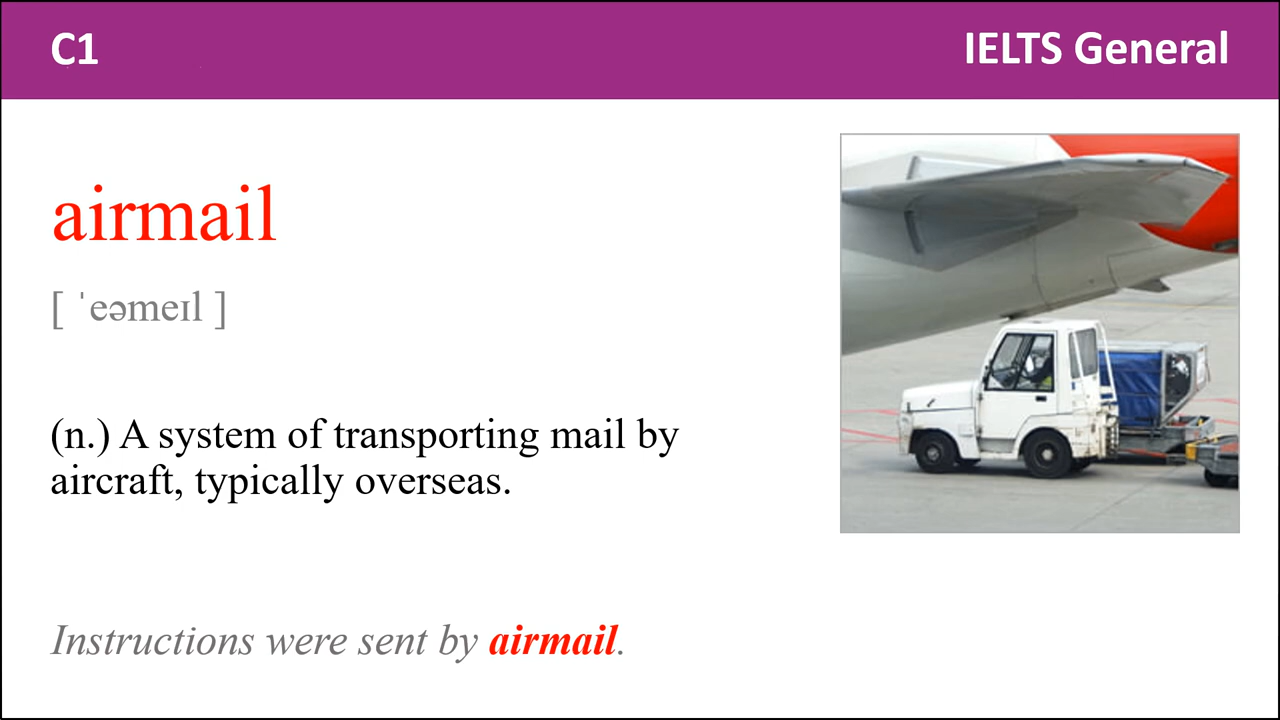 C1
IELTS General
airmail
[ ˈeəmeɪl ]
(n.) A system of transporting mail by
aircraft, typically overseas.
Instructions were sent by airmail.